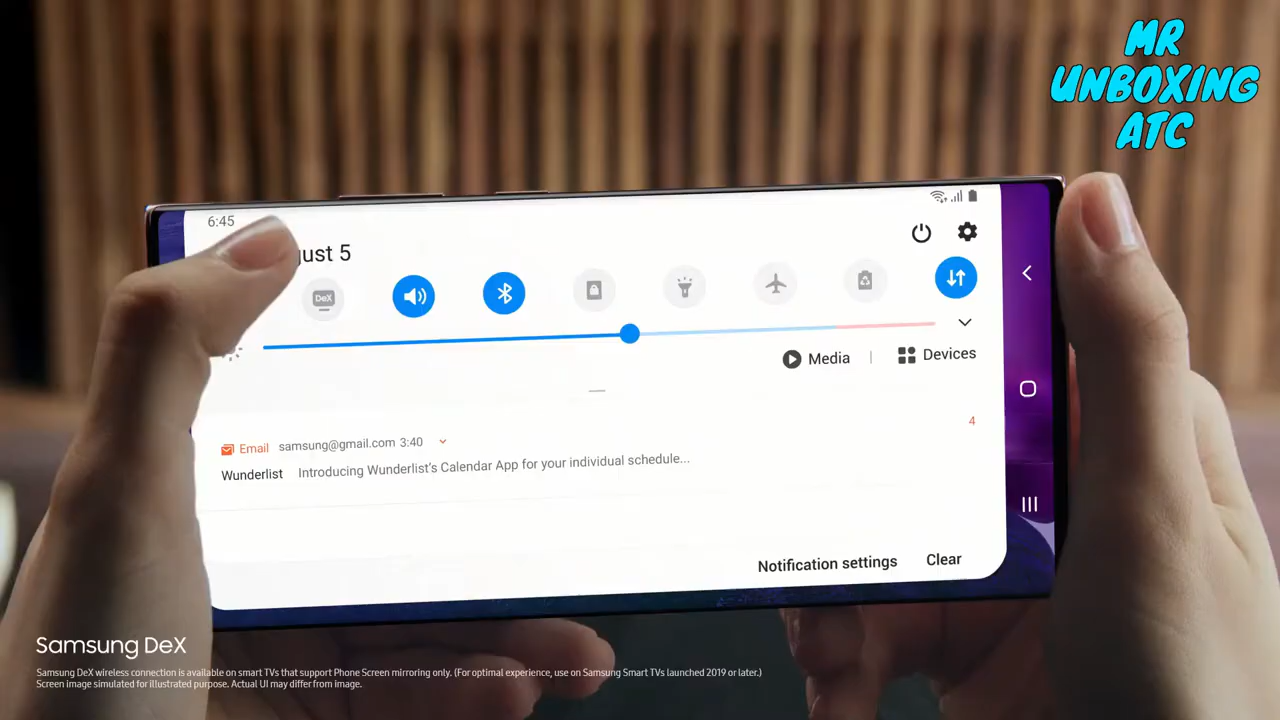 MR
UNBOXING
ATC
6:45
ust 5
DeX
Media | Devices
4
Email samsung@gmail.com 3:40
Wunderlist Introducing Wunderlist's Calendar App for your individual schedule...
Notification settings Clear
Samsung DeX
Samsung DeX wireless connection is available on smart TVs that support Phone Screen mirroring only. (For optimal experience, use on Samsung Smart TVs launched 2019 or later.)
Screen image simulated for illustrated purpose. Actual UI may differ from image.